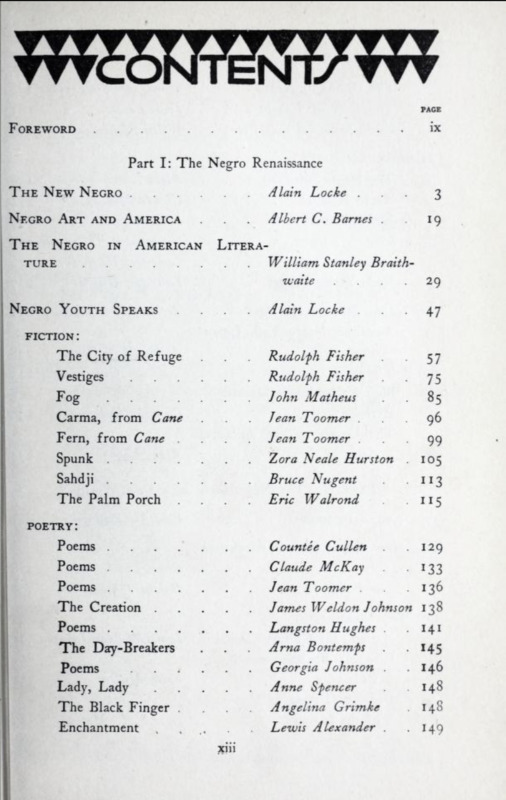 CONTENTS
PAGE
FOREWORD . . . . . . . . . . . . . . ix
Part I: The Negro Renaissance
THE NEW NEGRO . . . . . . Alain Locke . . . 3
NEGRO ART AND AMERICA . . . Albert C. Barnes . . 19
THE NEGRO IN AMERICAN LITERA-
TURE . . . . . . . . William Stanley Braith-
waite . . . . 29
NEGRO YOUTH SPEAKS . . . . Alain Locke . . . 47
FICTION:
The City of Refuge . . . Rudolph Fisher . . 57
Vestiges . . . . . . Rudolph Fisher . . 75
Fog . . . . . . . John Matheus . . 85
Carma, from Cane . . . Jean Toomer . . . 96
Fern, from Cane . . . . Jean Toomer . . . 99
Spunk . . . . . . Zora Neale Hurston . 105
Sahdji . . . . . . Bruce Nugent . . 113
The Palm Porch . . . . Eric Walrond . . 115
POETRY:
Poems . . . . . . . Countée Cullen . . 129
Poems . . . . . . . Claude McKay . . 133
Poems . . . . . . . Jean Toomer . . . 136
The Creation . . . . . James Weldon Johnson 138
Poems . . . . . . . Langston Hughes . . 141
The Day-Breakers . . . Arna Bontemps . . 145
Poems . . . . . . Georgia Johnson . . 146
Lady, Lady . . . . . Anne Spencer . . 148
The Black Finger . . . . Angelina Grimke . 148
Enchantment . . . . . Lewis Alexander . . 149
xiii